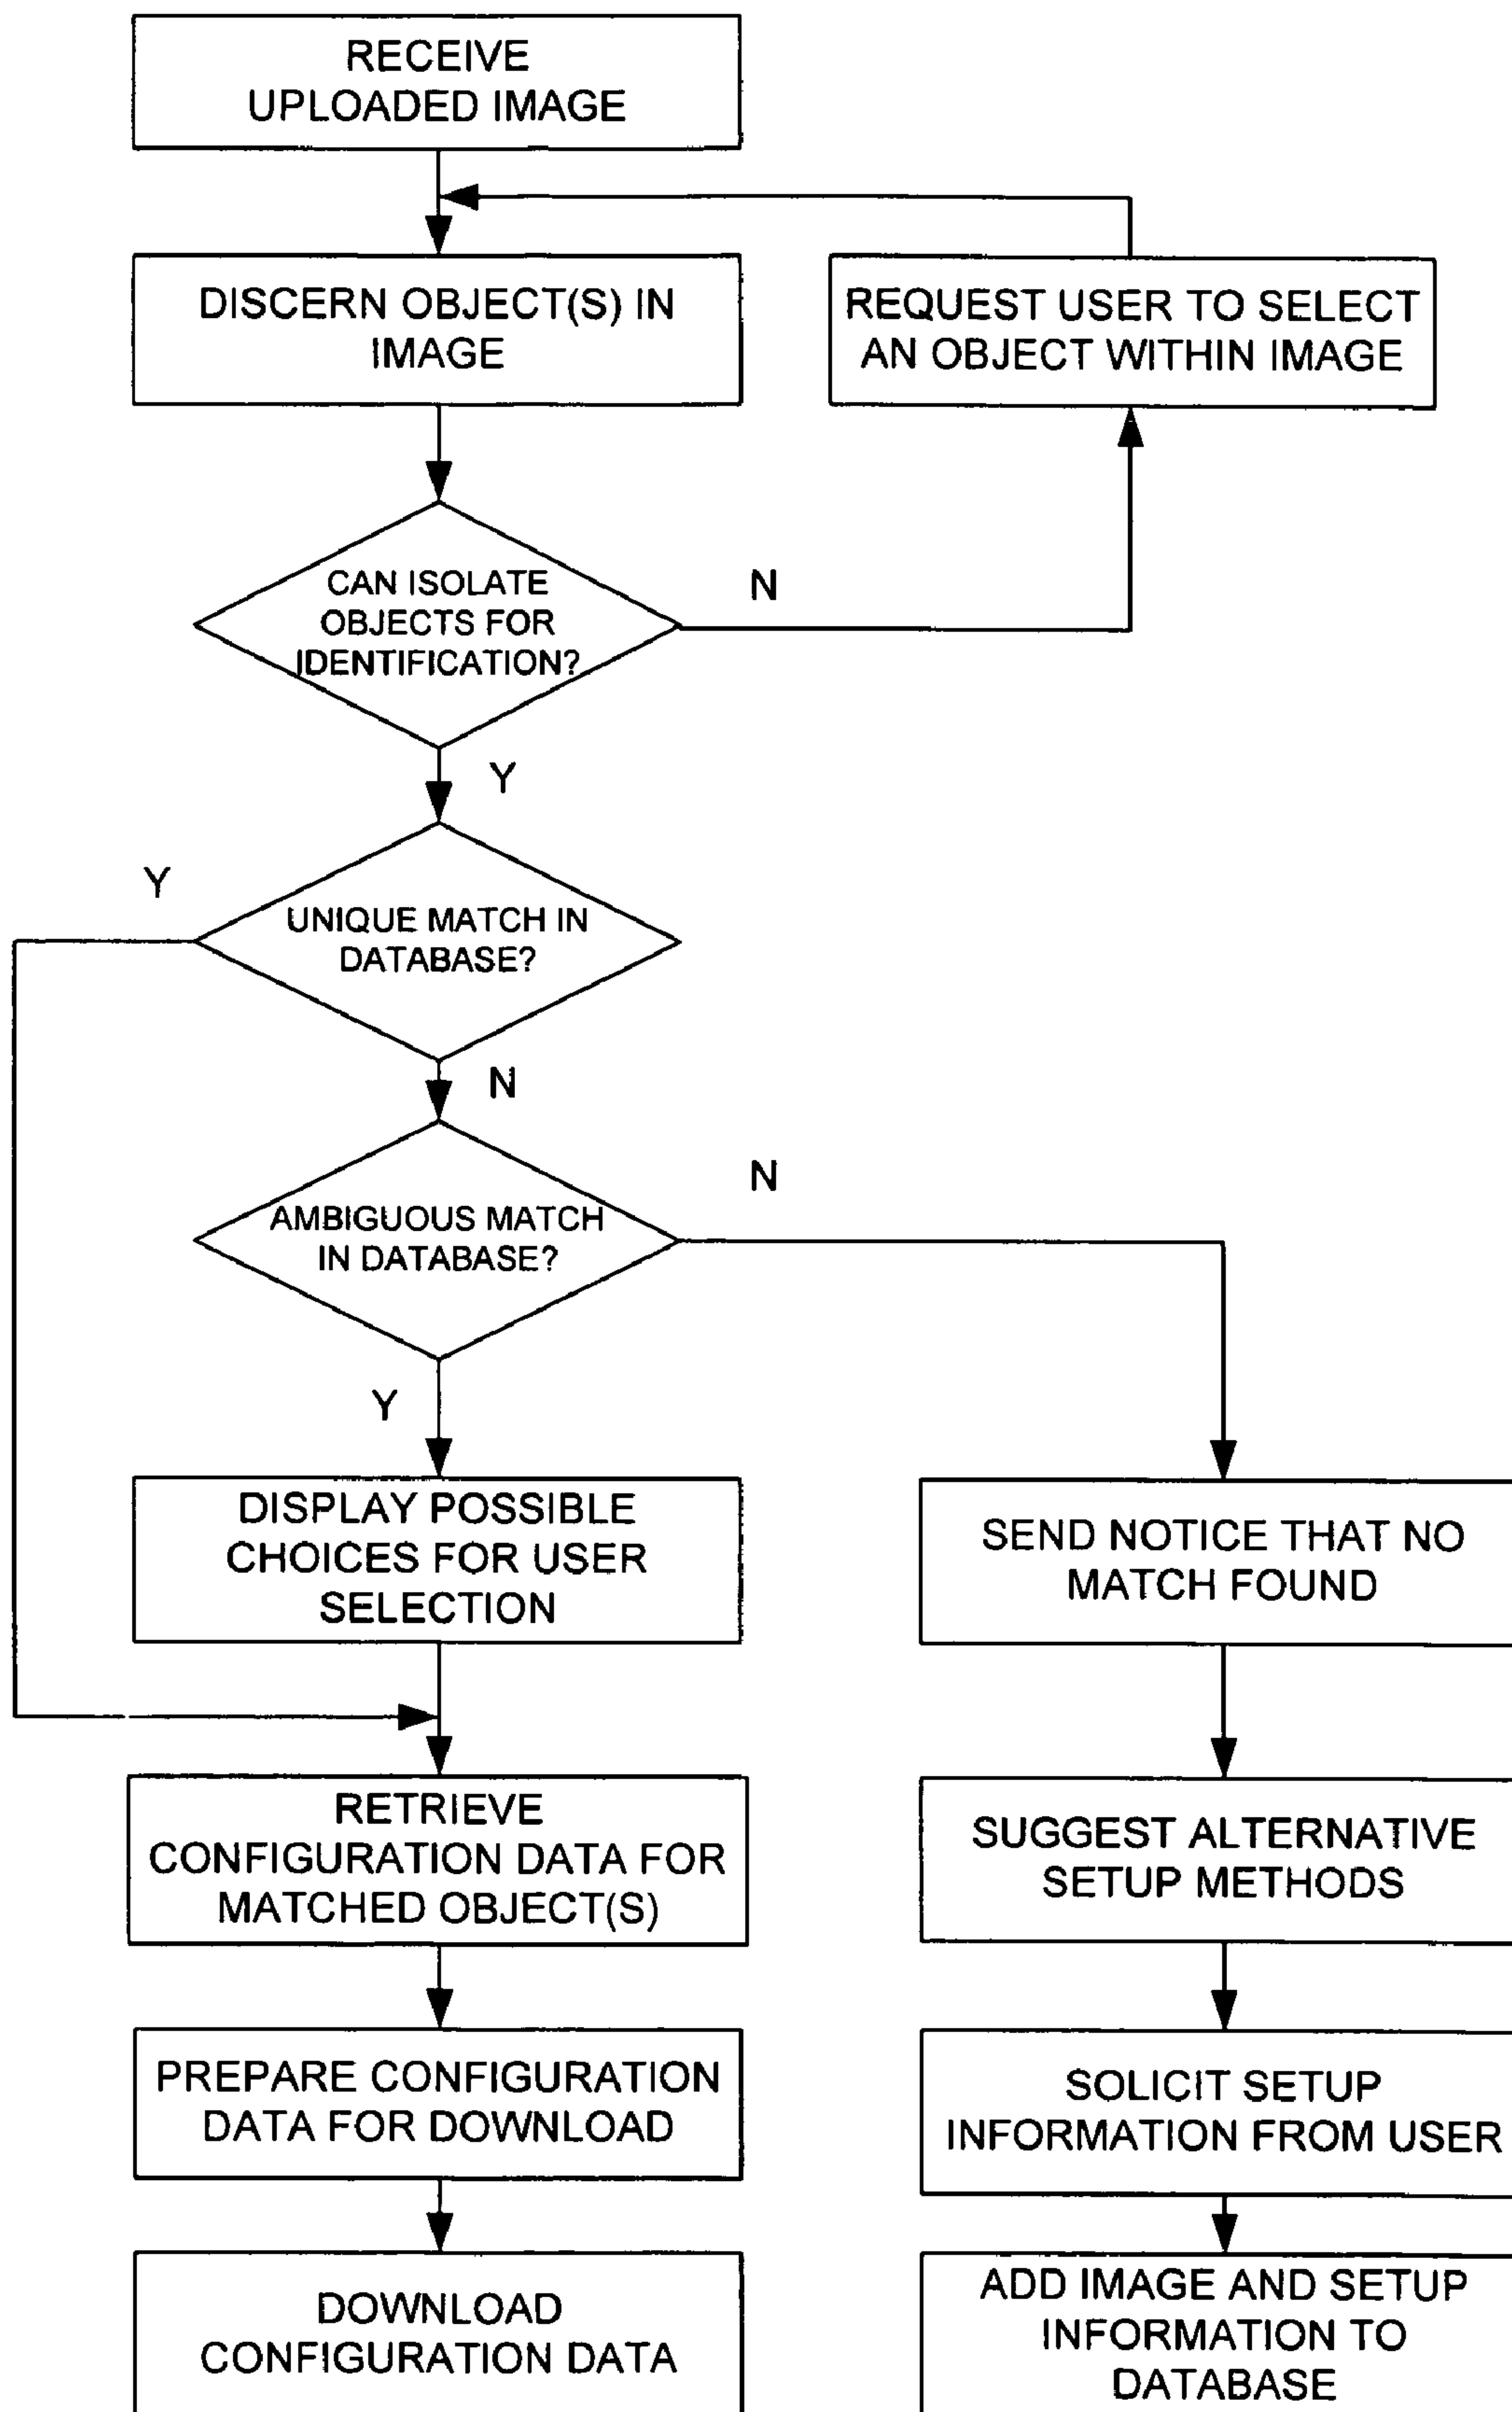 RECEIVE
UPLOADED IMAGE
DISCERN OBJECT(S) IN
IMAGE
REQUEST USER TO SELECT
AN OBJECT WITHIN IMAGE
CAN ISOLATE
OBJECTS FOR
IDENTIFICATION?
N
Y
Y
UNIQUE MATCH IN
DATABASE?
N
AMBIGUOUS MATCH
IN DATABASE?
N
Y
DISPLAY POSSIBLE
CHOICES FOR USER
SELECTION
SEND NOTICE THAT NO
MATCH FOUND
RETRIEVE
CONFIGURATION DATA FOR
MATCHED OBJECT(S)
SUGGEST ALTERNATIVE
SETUP METHODS
PREPARE CONFIGURATION
DATA FOR DOWNLOAD
SOLICIT SETUP
INFORMATION FROM USER
DOWNLOAD
CONFIGURATION DATA
ADD IMAGE AND SETUP
INFORMATION TO
DATABASE